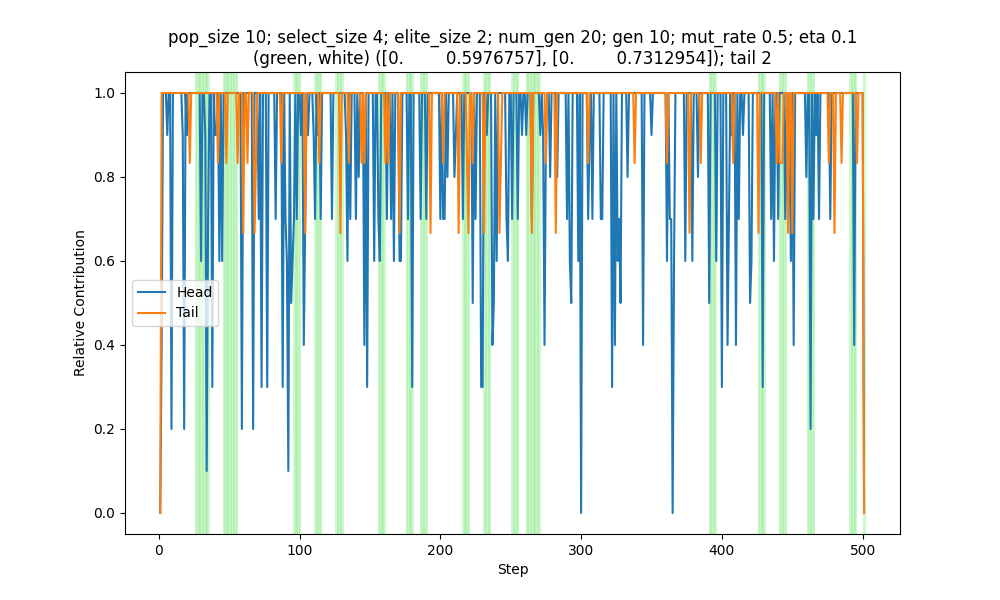 pop_size 10; select_size 4; elite_size 2; num_gen 20; gen 10; mut_rate 0.5; eta 0.1
(green, white) ([0.        0.5976757], [0.        0.7312954]); tail 2
1.0
0.8
0.6
0.4
0.2
0.0
Relative Contribution
Head
Tail
0
100
200
300
400
500
Step